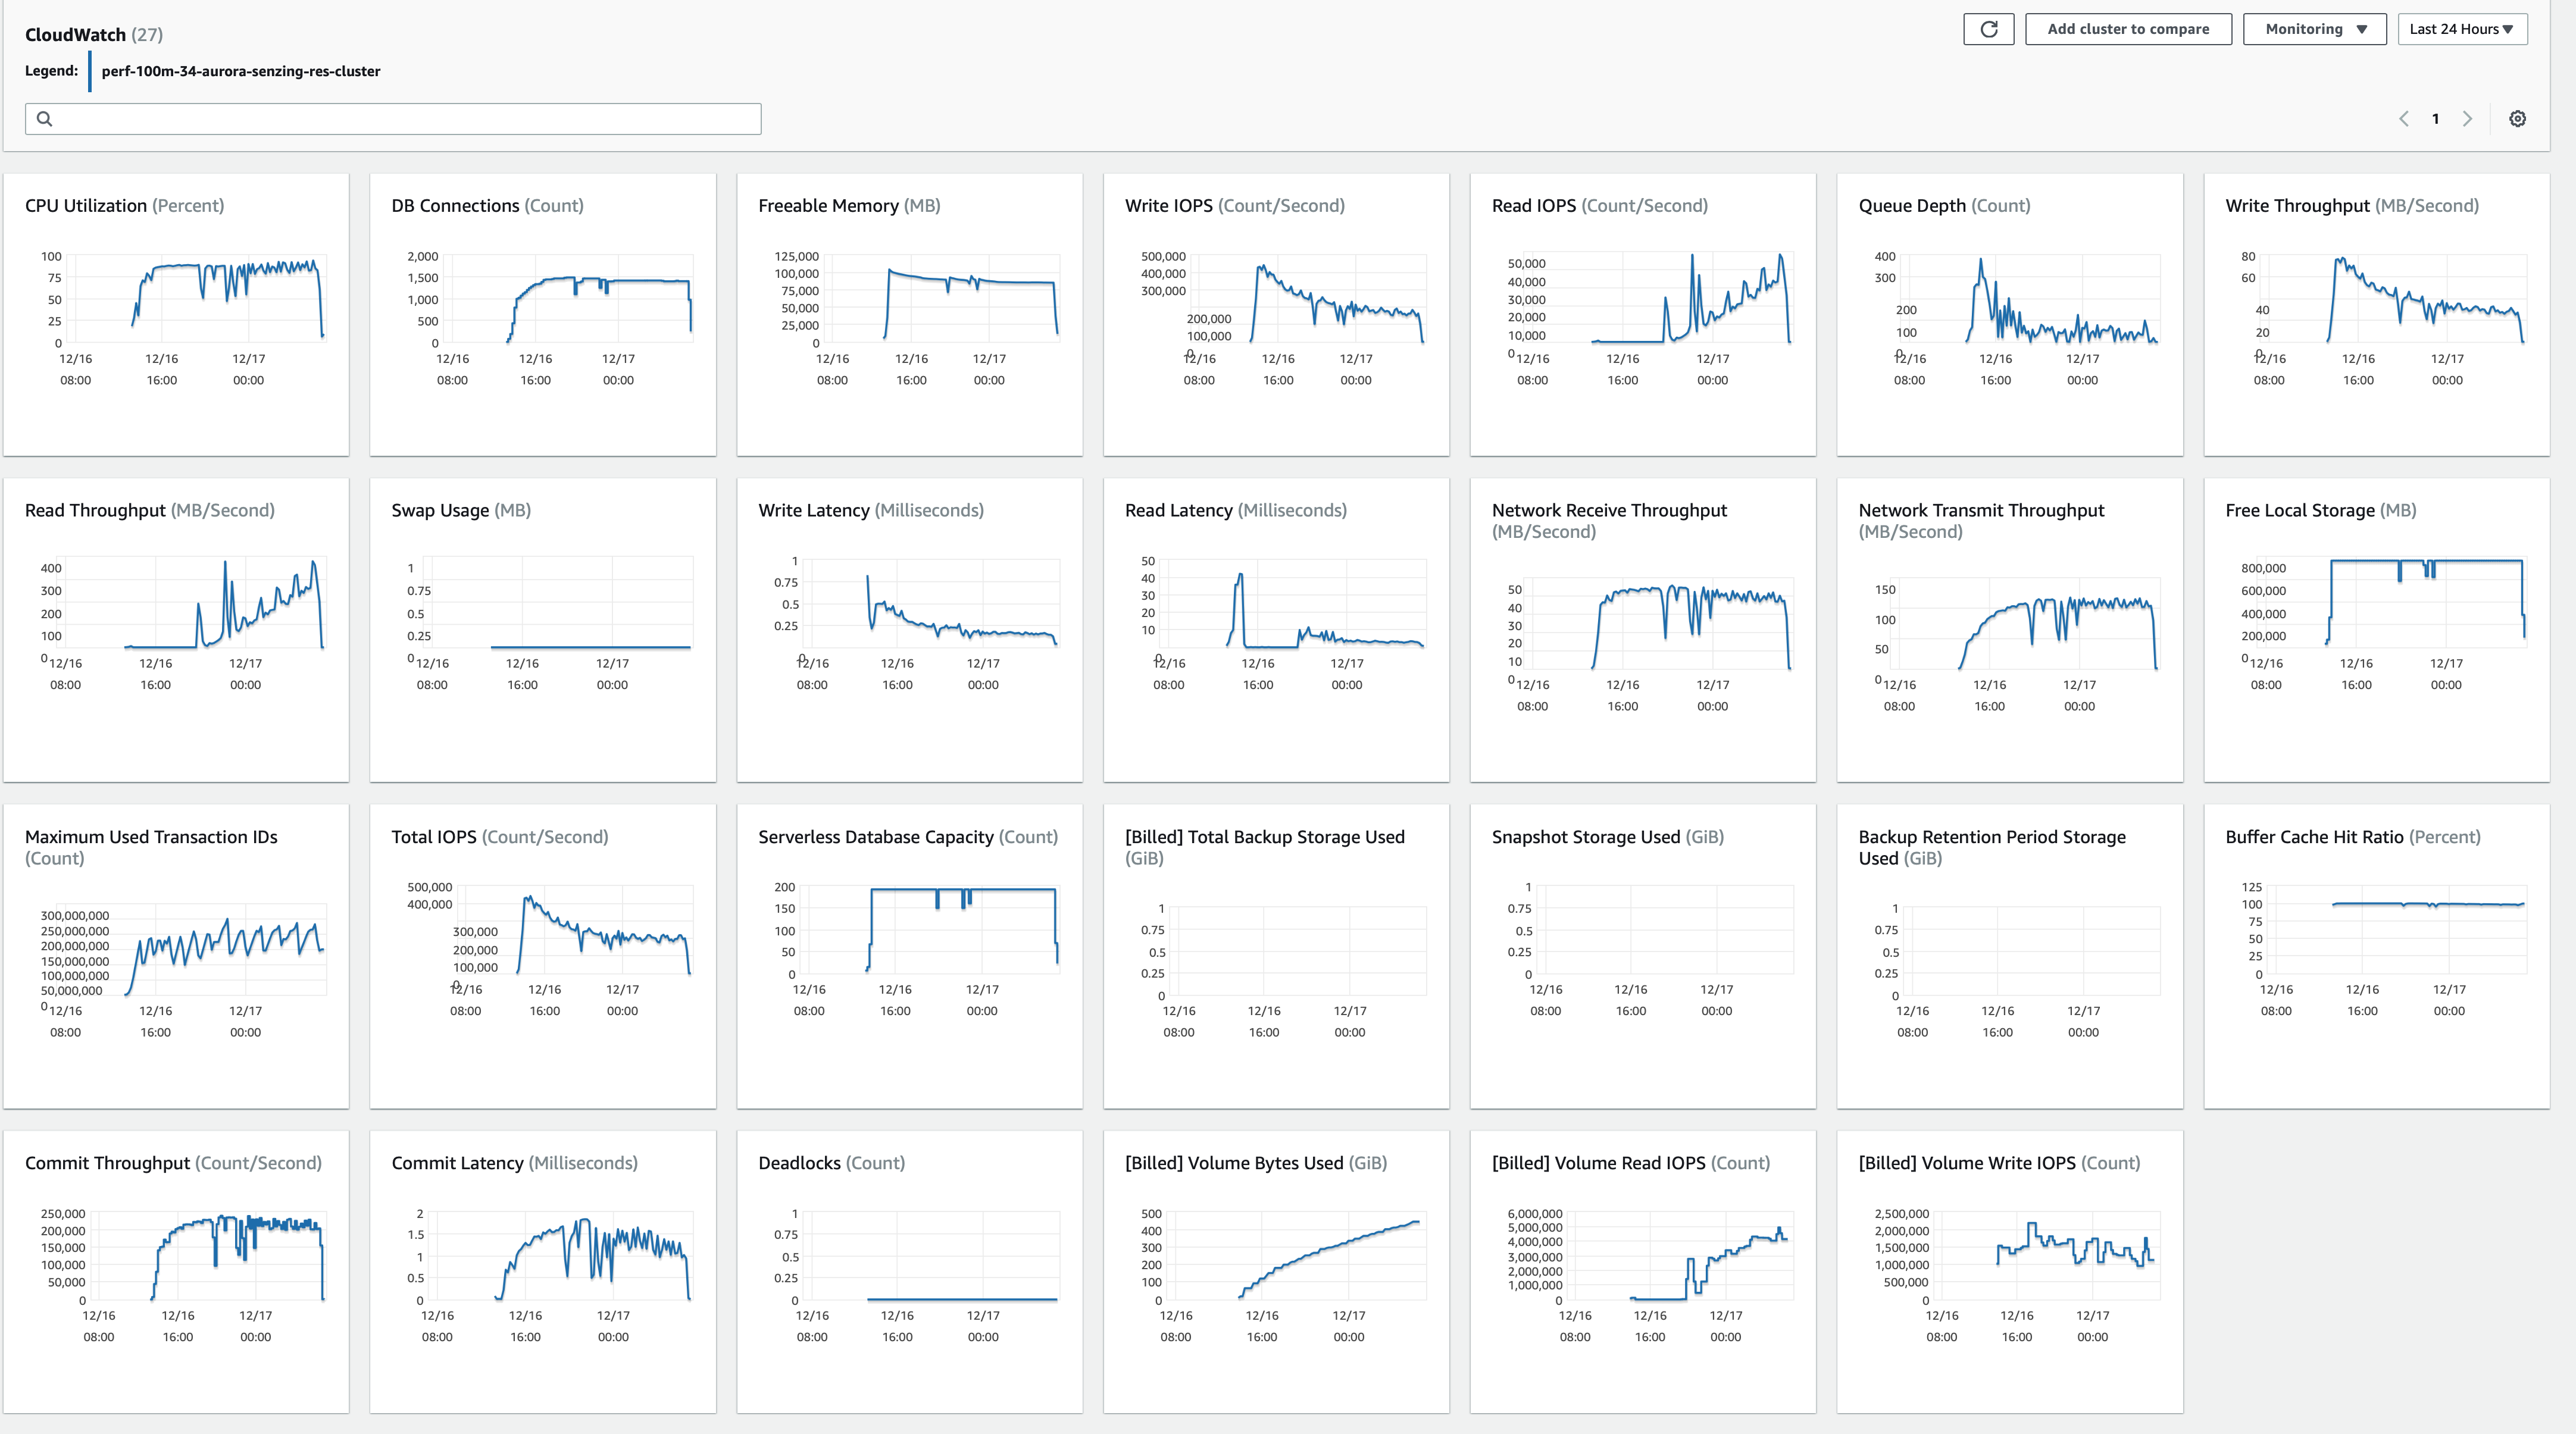 CloudWatch (27)
Add cluster to compare
Monitoring
Last 24 Hours
Legend:
perf-100m-34-aurora-senzing-res-cluster
1
CPU Utilization (Percent)
100
75
50
25
0
12/16 12/16 12/17
08:00 16:00 00:00
DB Connections (Count)
2,000
1,500
1,000
500
0
12/16 12/16 12/17
08:00 16:00 00:00
Freeable Memory (MB)
125,000
100,000
75,000
50,000
25,000
0
12/16 12/16 12/17
08:00 16:00 00:00
Write IOPS (Count/Second)
500,000
400,000
300,000
200,000
100,000
0
12/16 12/16 12/17
08:00 16:00 00:00
Read IOPS (Count/Second)
50,000
40,000
30,000
20,000
10,000
0
12/16 12/16 12/17
08:00 16:00 00:00
Queue Depth (Count)
400
300
200
100
0
12/16 12/16 12/17
08:00 16:00 00:00
Write Throughput (MB/Second)
80
60
40
20
0
12/16 12/16 12/17
08:00 16:00 00:00
Read Throughput (MB/Second)
400
300
200
100
0
12/16 12/16 12/17
08:00 16:00 00:00
Swap Usage (MB)
1
0.75
0.5
0.25
0
12/16 12/16 12/17
08:00 16:00 00:00
Write Latency (Milliseconds)
1
0.75
0.5
0.25
0
12/16 12/16 12/17
08:00 16:00 00:00
Read Latency (Milliseconds)
50
40
30
20
10
0
12/16 12/16 12/17
08:00 16:00 00:00
Network Receive Throughput
(MB/Second)
50
40
30
20
10
0
12/16 12/16 12/17
08:00 16:00 00:00
Network Transmit Throughput
(MB/Second)
150
100
50
0
12/16 12/16 12/17
08:00 16:00 00:00
Free Local Storage (MB)
800,000
600,000
400,000
200,000
0
12/16 12/16 12/17
08:00 16:00 00:00
Maximum Used Transaction IDs
(Count)
300,000,000
250,000,000
200,000,000
150,000,000
100,000,000
50,000,000
0
12/16 12/16 12/17
08:00 16:00 00:00
Total IOPS (Count/Second)
500,000
400,000
300,000
200,000
100,000
0
12/16 12/16 12/17
08:00 16:00 00:00
Serverless Database Capacity (Count)
200
150
100
50
0
12/16 12/16 12/17
08:00 16:00 00:00
[Billed] Total Backup Storage Used
(GiB)
1
0.75
0.5
0.25
0
12/16 12/16 12/17
08:00 16:00 00:00
Snapshot Storage Used (GiB)
1
0.75
0.5
0.25
0
12/16 12/16 12/17
08:00 16:00 00:00
Backup Retention Period Storage
Used (GiB)
1
0.75
0.5
0.25
0
12/16 12/16 12/17
08:00 16:00 00:00
Buffer Cache Hit Ratio (Percent)
125
100
75
50
25
0
12/16 12/16 12/17
08:00 16:00 00:00
Commit Throughput (Count/Second)
250,000
200,000
150,000
100,000
50,000
0
12/16 12/16 12/17
08:00 16:00 00:00
Commit Latency (Milliseconds)
2
1.5
1
0.5
0
12/16 12/16 12/17
08:00 16:00 00:00
Deadlocks (Count)
1
0.75
0.5
0.25
0
12/16 12/16 12/17
08:00 16:00 00:00
[Billed] Volume Bytes Used (GiB)
500
400
300
200
100
0
12/16 12/16 12/17
08:00 16:00 00:00
[Billed] Volume Read IOPS (Count)
6,000,000
5,000,000
4,000,000
3,000,000
2,000,000
1,000,000
0
12/16 12/16 12/17
08:00 16:00 00:00
[Billed] Volume Write IOPS (Count)
2,500,000
2,000,000
1,500,000
1,000,000
500,000
0
12/16 12/16 12/17
08:00 16:00 00:00